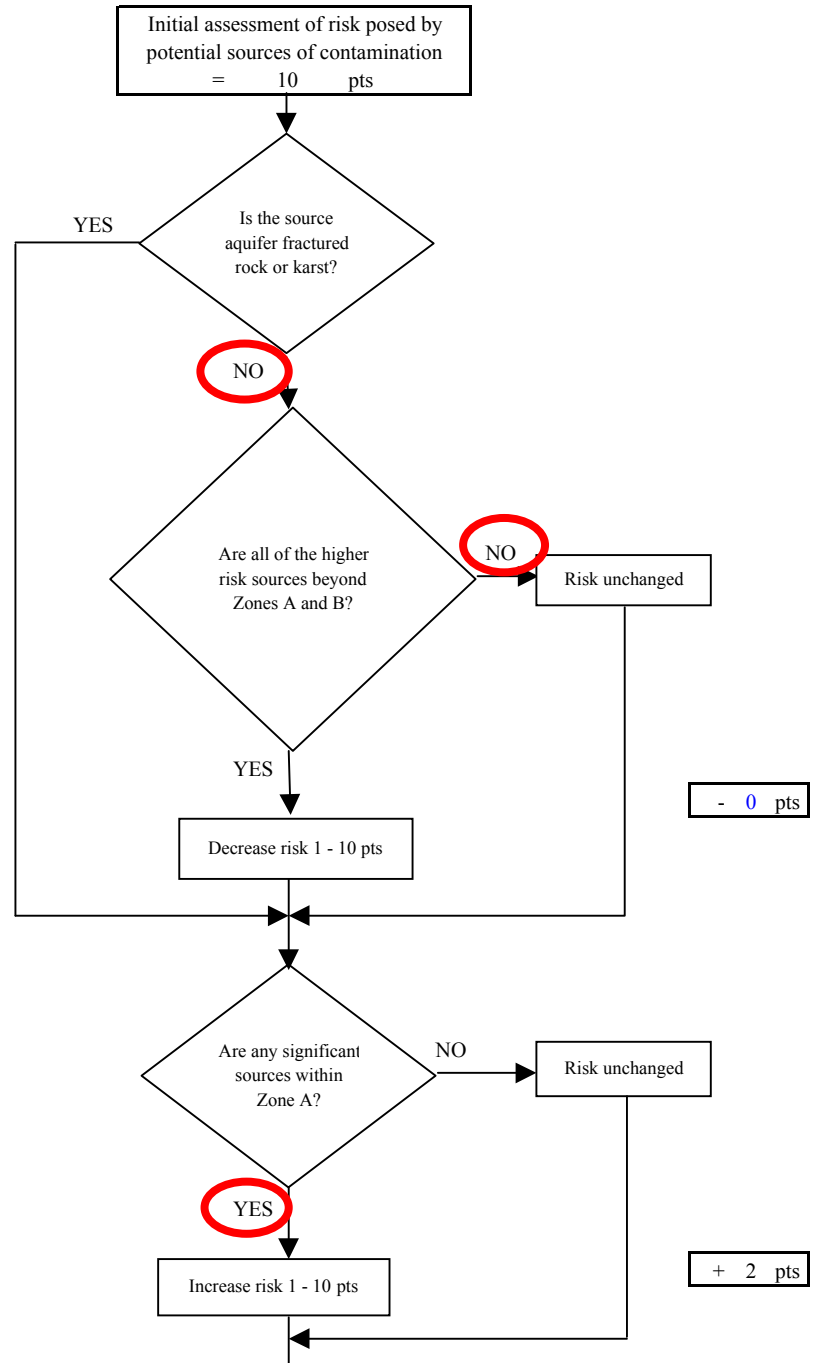 Initial assessment of risk posed by
potential sources of contamination
= 10 pts
YES
Is the source
aquifer fractured
rock or karst?
NO
Are all of the higher
risk sources beyond
Zones A and B?
NO
Risk unchanged
YES
- 0 pts
Decrease risk 1 - 10 pts
Are any significant
sources within
Zone A?
NO
Risk unchanged
YES
+ 2 pts
Increase risk 1 - 10 pts